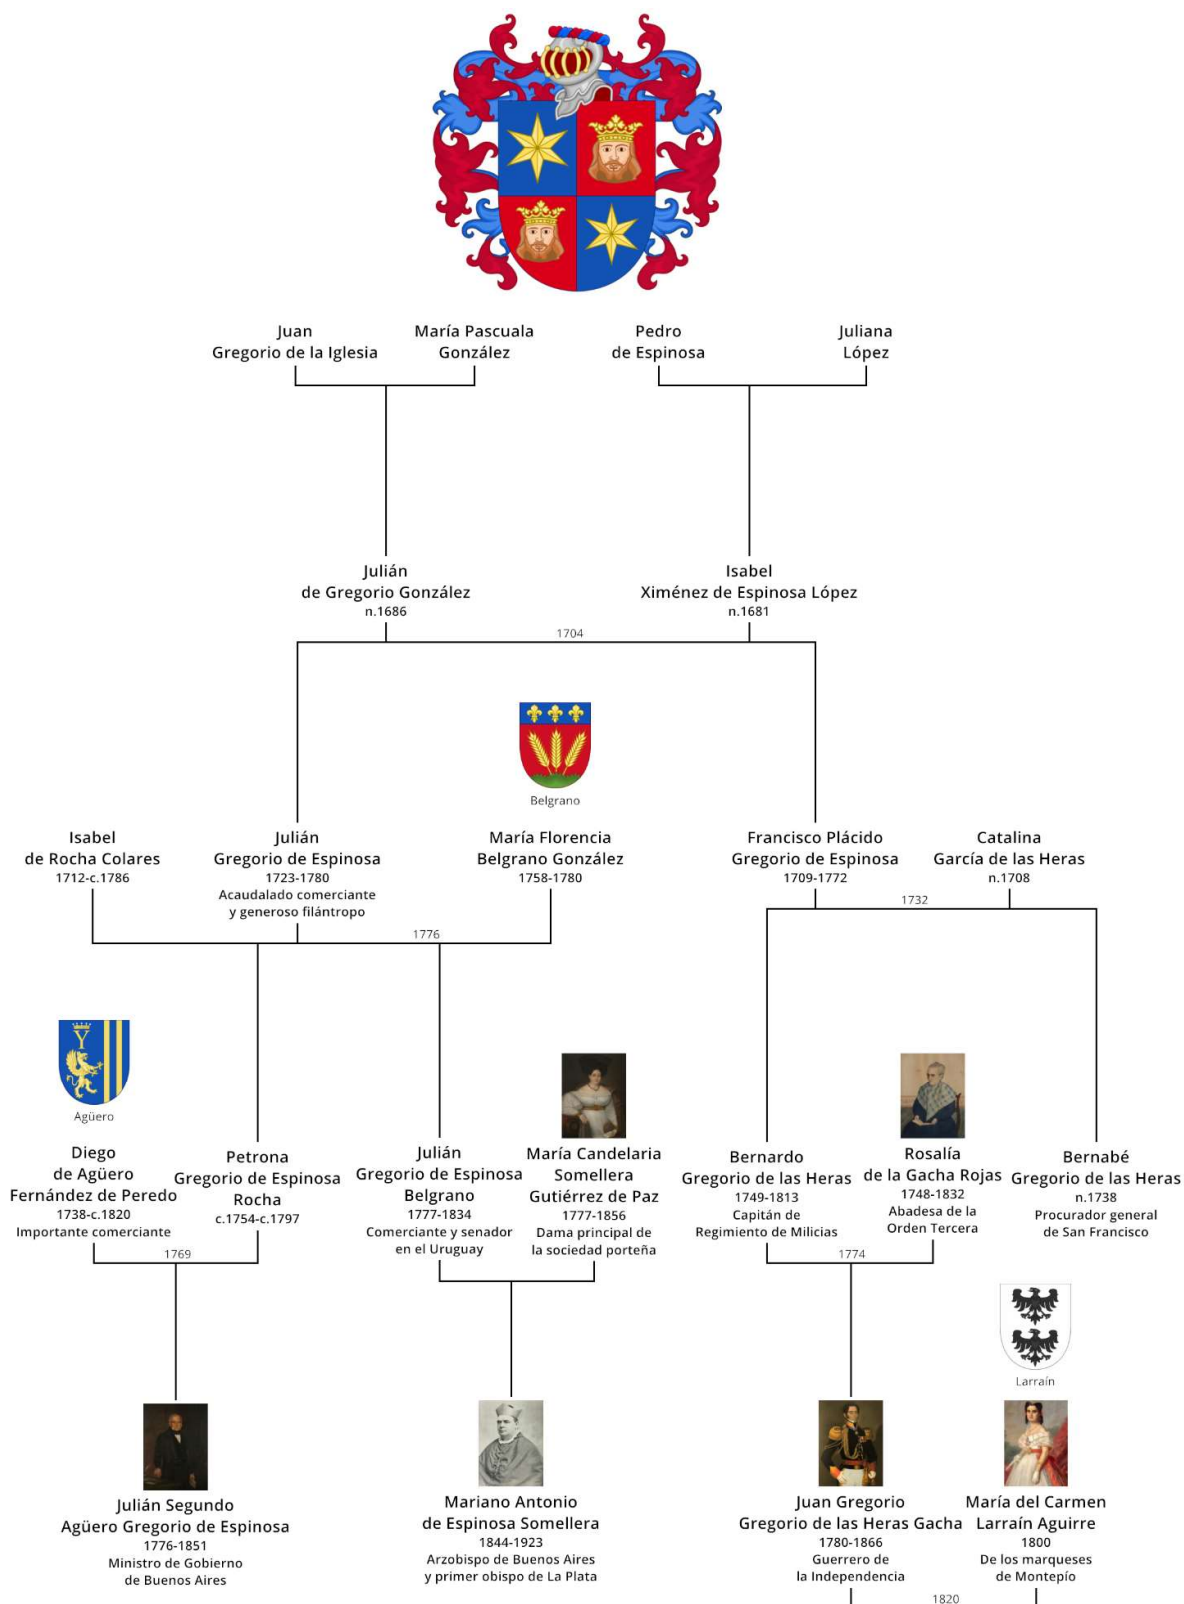 Juan
Gregorio de la Iglesia
María Pascuala
González
Pedro
de Espinosa
Juliana
López
Julián
de Gregorio González
n.1686
Isabel
Ximénez de Espinosa López
n.1681
1704
Belgrano
Isabel
de Rocha Colares
1712-c.1786
Julián
Gregorio de Espinosa
1723-1780
Acaudalado comerciante
y generoso filántropo
María Florencia
Belgrano González
1758-1780
Francisco Plácido
Gregorio de Espinosa
1709-1772
Catalina
García de las Heras
n.1708
1732
1776
Y
Agüero
Diego
de Agüero
Fernández de Peredo
1738-c.1820
Importante comerciante
Petrona
Gregorio de Espinosa
Rocha
c.1754-c.1797
Julián
Gregorio de Espinosa
Belgrano
1777-1834
Comerciante y senador
en el Uruguay
María Candelaria
Somellera
Gutiérrez de Paz
1777-1856
Dama principal de
la sociedad porteña
Bernardo
Gregorio de las Heras
1749-1813
Capitán de
Regimiento de Milicias
Rosalía
de la Gacha Rojas
1748-1832
Abadesa de la
Orden Tercera
Bernabé
Gregorio de las Heras
n.1738
Procurador general
de San Francisco
1769
1774
Larraín
Julián Segundo
Agüero Gregorio de Espinosa
1776-1851
Ministro de Gobierno
de Buenos Aires
Mariano Antonio
de Espinosa Somellera
1844-1923
Arzobispo de Buenos Aires
y primer obispo de La Plata
Juan Gregorio
Gregorio de las Heras Gacha
1780-1866
Guerrero de
la Independencia
María del Carmen
Larraín Aguirre
1800
De los marqueses
de Montepío
1820